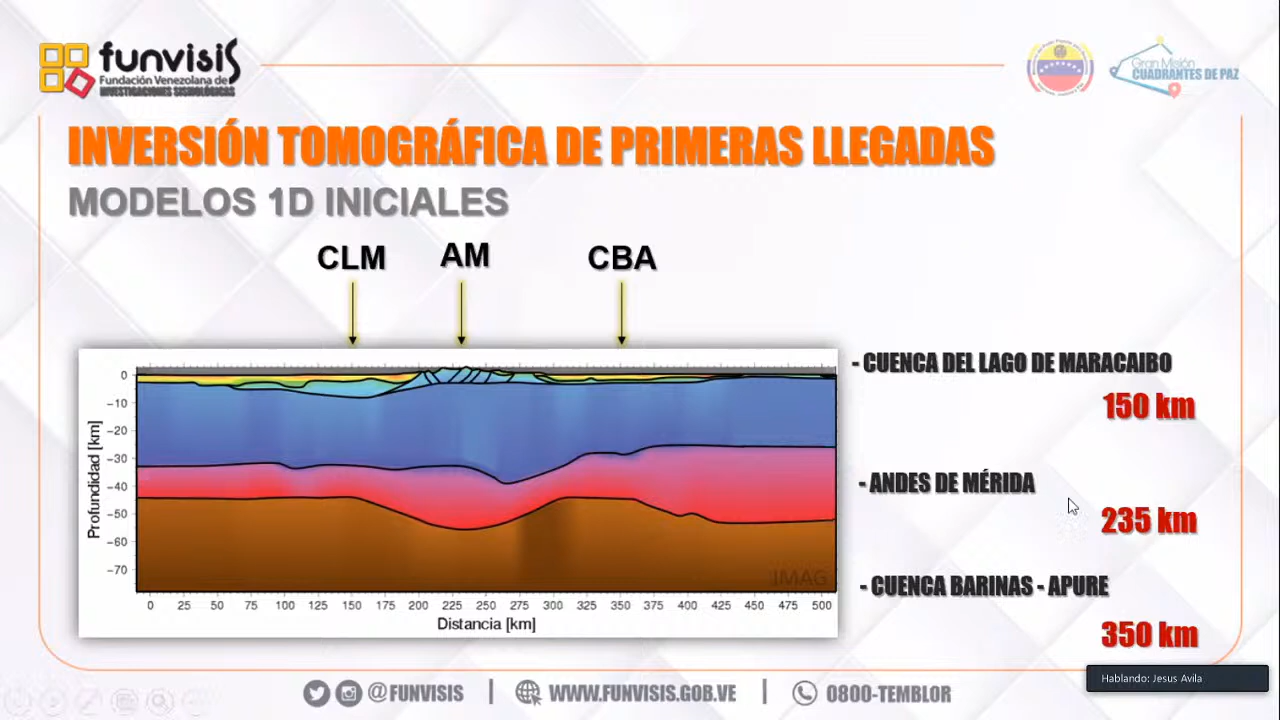 funvisis
Fundación Venezolana de
INVESTIGACIONES SISMOLÓGICAS
Gran Misión
CUADRANTES DE PAZ
INVERSIÓN TOMOGRÁFICA DE PRIMERAS LLEGADAS
MODELOS 1D INICIALES
CLM AM CBA
0
-10
-20
-30
-40
-50
-60
-70
Profundidad [km]
IMAG
0 25 50 75 100 125 150 175 200 225 250 275 300 325 350 375 400 425 450 475 500
Distancia [km]
- CUENCA DEL LAGO DE MARACAIBO
150 km
- ANDES DE MÉRIDA
235 km
- CUENCA BARINAS - APURE
350 km
Hablando: Jesus Avila
@FUNVISIS | WWW.FUNVISIS.GOB.VE | 0800-TEMBLOR